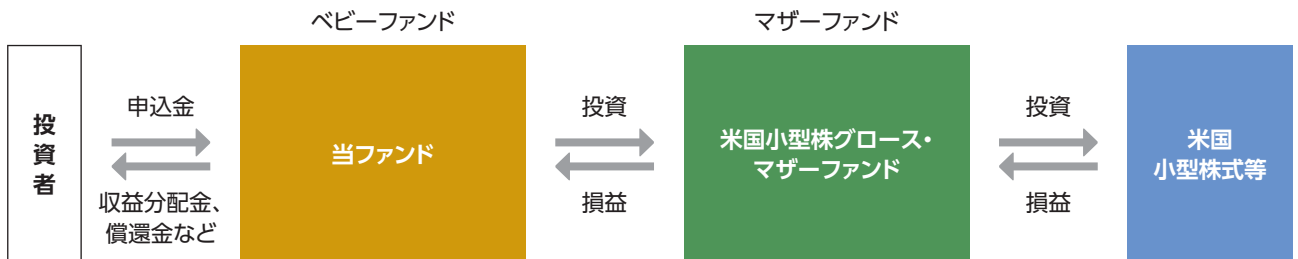 ベビーファンド
マザーファンド
投資者
申込金
収益分配金、
償還金など
当ファンド
投資
損益
米国小型株グロース・
マザーファンド
投資
損益
米国
小型株式等